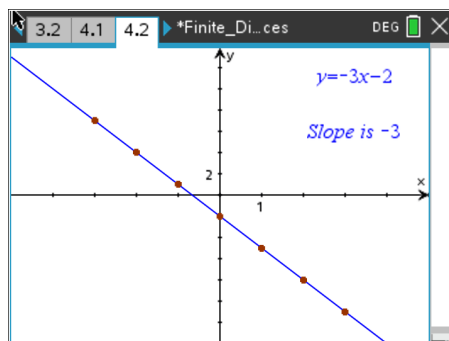 3.2 4.1 4.2 *Finite_Di...ces DEG
y
y=-3x-2
Slope is -3
2
x
1